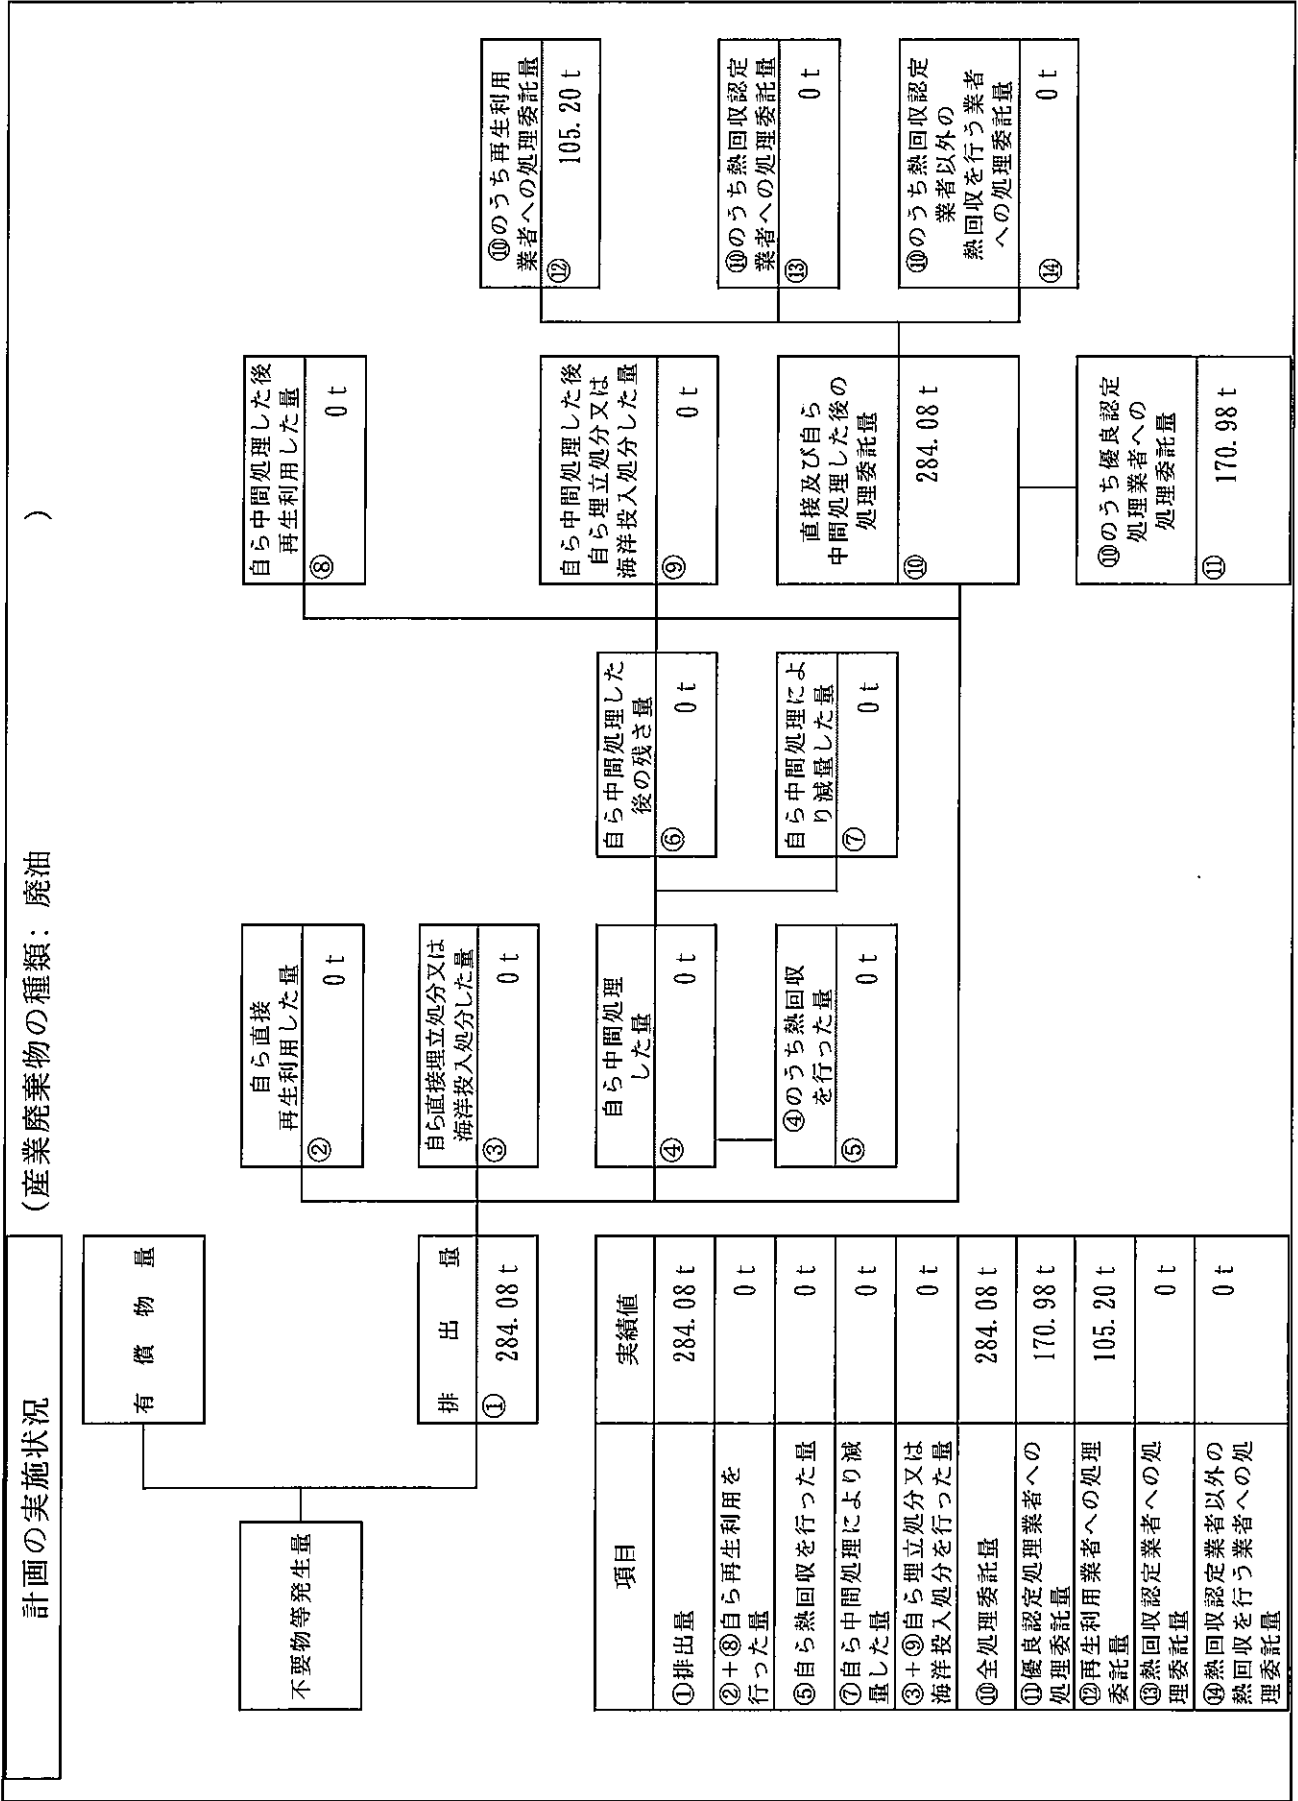 計画の実施状況
(産業廃棄物の種類: 廃油 )
不要物等発生量
有償物量
排出量
① 284.08 t
自ら直接
再生利用した量
② 0 t
自ら直接埋立処分又は
海洋投入処分した量
③ 0 t
自ら中間処理
した量
④ 0 t
④のうち熱回収
を行った量
⑤ 0 t
自ら中間処理した
後の残さ量
⑥ 0 t
自ら中間処理によ
り減量した量
⑦ 0 t
自ら中間処理した後
再生利用した量
⑧ 0 t
自ら中間処理した後
自ら埋立処分又は
海洋投入処分した量
⑨ 0 t
直接及び自ら
中間処理した後の
処理委託量
⑩ 284.08 t
⑩のうち優良認定
処理業者への
処理委託量
⑪ 170.98 t
⑩のうち再生利用
業者への処理委託量
⑫ 105.20 t
⑩のうち熱回収認定
業者への処理委託量
⑬ 0 t
⑩のうち熱回収認定
業者以外の
熱回収を行う業者
への処理委託量
⑭ 0 t
項目 実績値
①排出量 284.08 t
②+⑧自ら再生利用を
行った量 0 t
⑤自ら熱回収を行った量 0 t
⑦自ら中間処理により減
量した量 0 t
③+⑨自ら埋立処分又は
海洋投入処分を行った量 0 t
⑩全処理委託量 284.08 t
⑪優良認定処理業者への
処理委託量 170.98 t
⑫再生利用業者への処理
委託量 105.20 t
⑬熱回収認定業者への処
理委託量 0 t
⑭熱回収認定業者以外の
熱回収を行う業者への処
理委託量 0 t